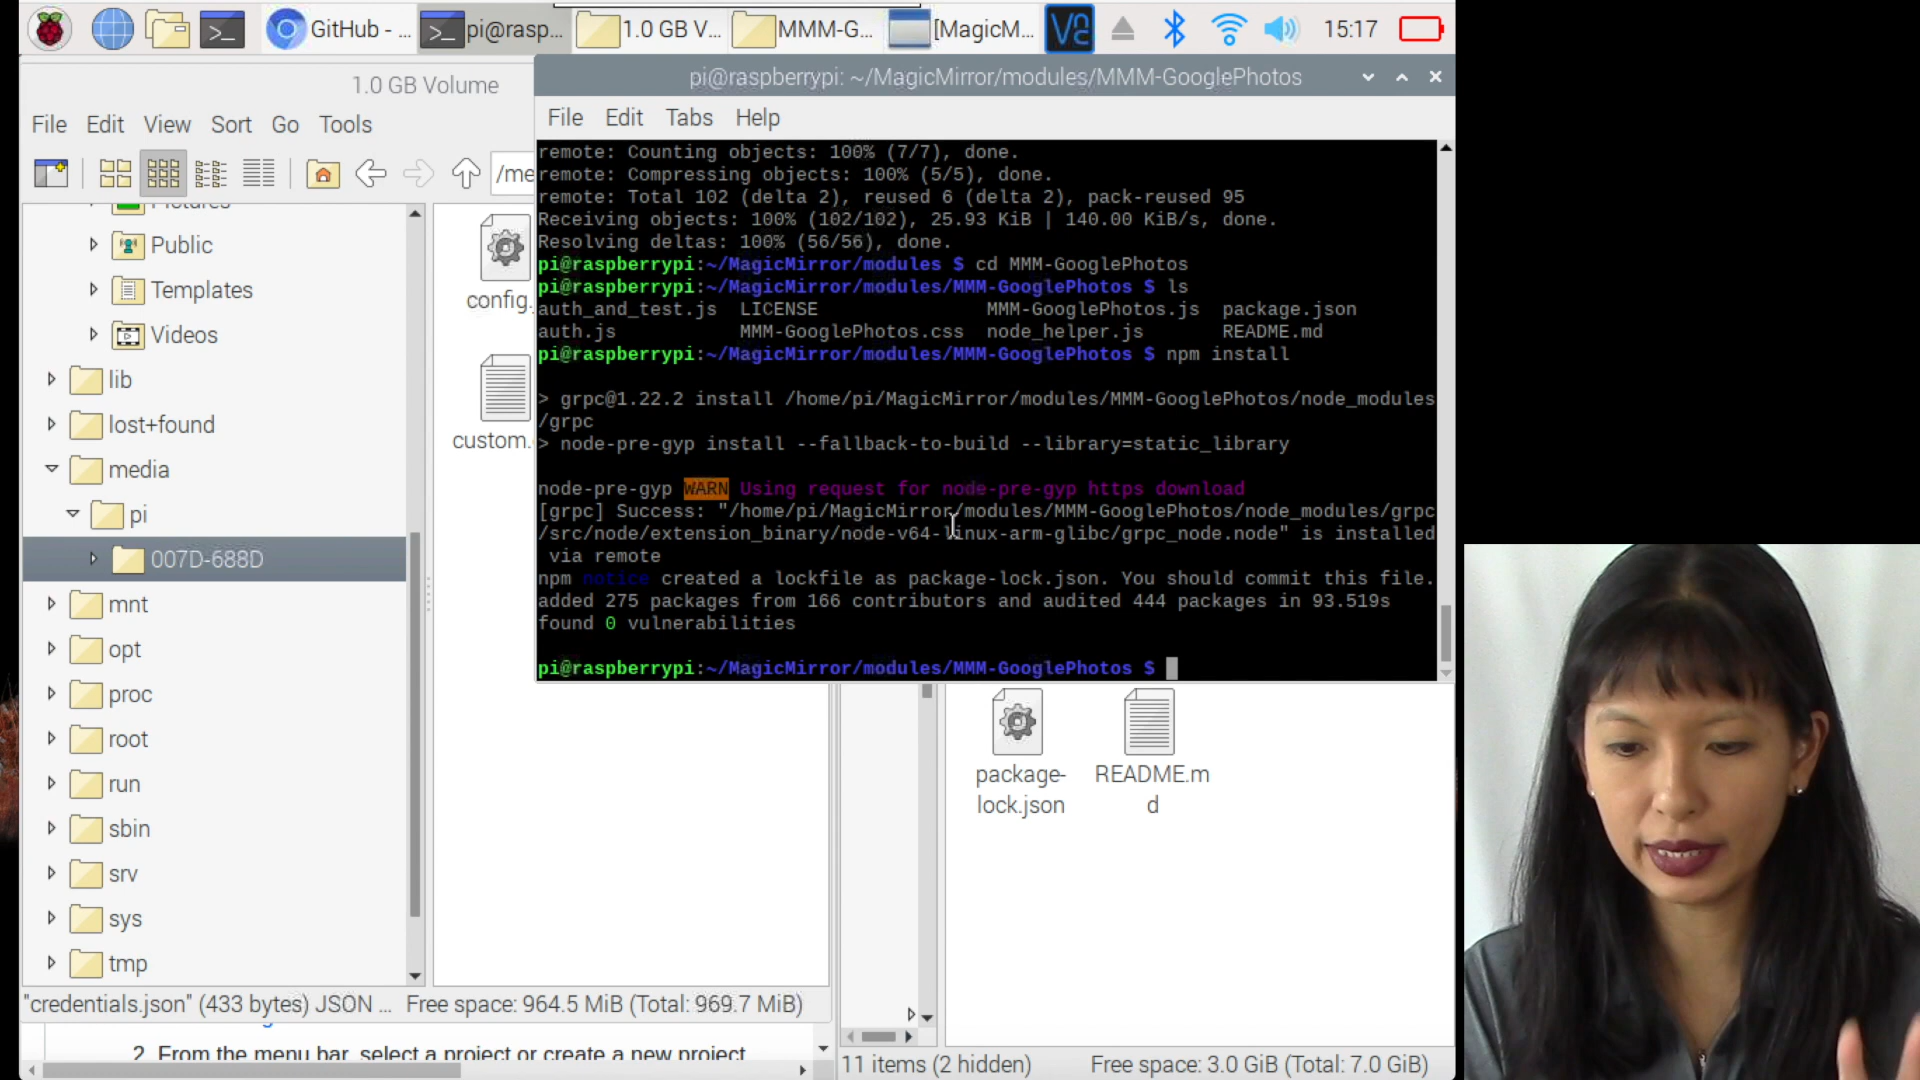 GitHub - ...
pi@rasp...
1.0 GB V...
MMM-G...
[MagicM...
15:17
1.0 GB Volume
File Edit View Sort Go Tools
/me
Pictures
Public
Templates
Videos
lib
lost+found
media
pi
007D-688D
mnt
opt
proc
root
run
sbin
srv
sys
tmp
config.
custom.
"credentials.json" (433 bytes) JSON ... Free space: 964.5 MiB (Total: 969.7 MiB)
2. From the menu bar, select a project or create a new project
pi@raspberrypi: ~/MagicMirror/modules/MMM-GooglePhotos
File Edit Tabs Help
remote: Counting objects: 100% (7/7), done.
remote: Compressing objects: 100% (5/5), done.
remote: Total 102 (delta 2), reused 6 (delta 2), pack-reused 95
Receiving objects: 100% (102/102), 25.93 KiB | 140.00 KiB/s, done.
Resolving deltas: 100% (56/56), done.
pi@raspberrypi:~/MagicMirror/modules $ cd MMM-GooglePhotos
pi@raspberrypi:~/MagicMirror/modules/MMM-GooglePhotos $ ls
auth_and_test.js LICENSE MMM-GooglePhotos.js package.json
auth.js MMM-GooglePhotos.css node_helper.js README.md
pi@raspberrypi:~/MagicMirror/modules/MMM-GooglePhotos $ npm install
> grpc@1.22.2 install /home/pi/MagicMirror/modules/MMM-GooglePhotos/node_modules
/grpc
> node-pre-gyp install --fallback-to-build --library=static_library
node-pre-gyp WARN Using request for node-pre-gyp https download
[grpc] Success: "/home/pi/MagicMirror/modules/MMM-GooglePhotos/node_modules/grpc
/src/node/extension_binary/node-v64-linux-arm-glibc/grpc_node.node" is installed
via remote
npm notice created a lockfile as package-lock.json. You should commit this file.
added 275 packages from 166 contributors and audited 444 packages in 93.519s
found 0 vulnerabilities
pi@raspberrypi:~/MagicMirror/modules/MMM-GooglePhotos $
package-
lock.json
README.m
d
11 items (2 hidden) Free space: 3.0 GiB (Total: 7.0 GiB)